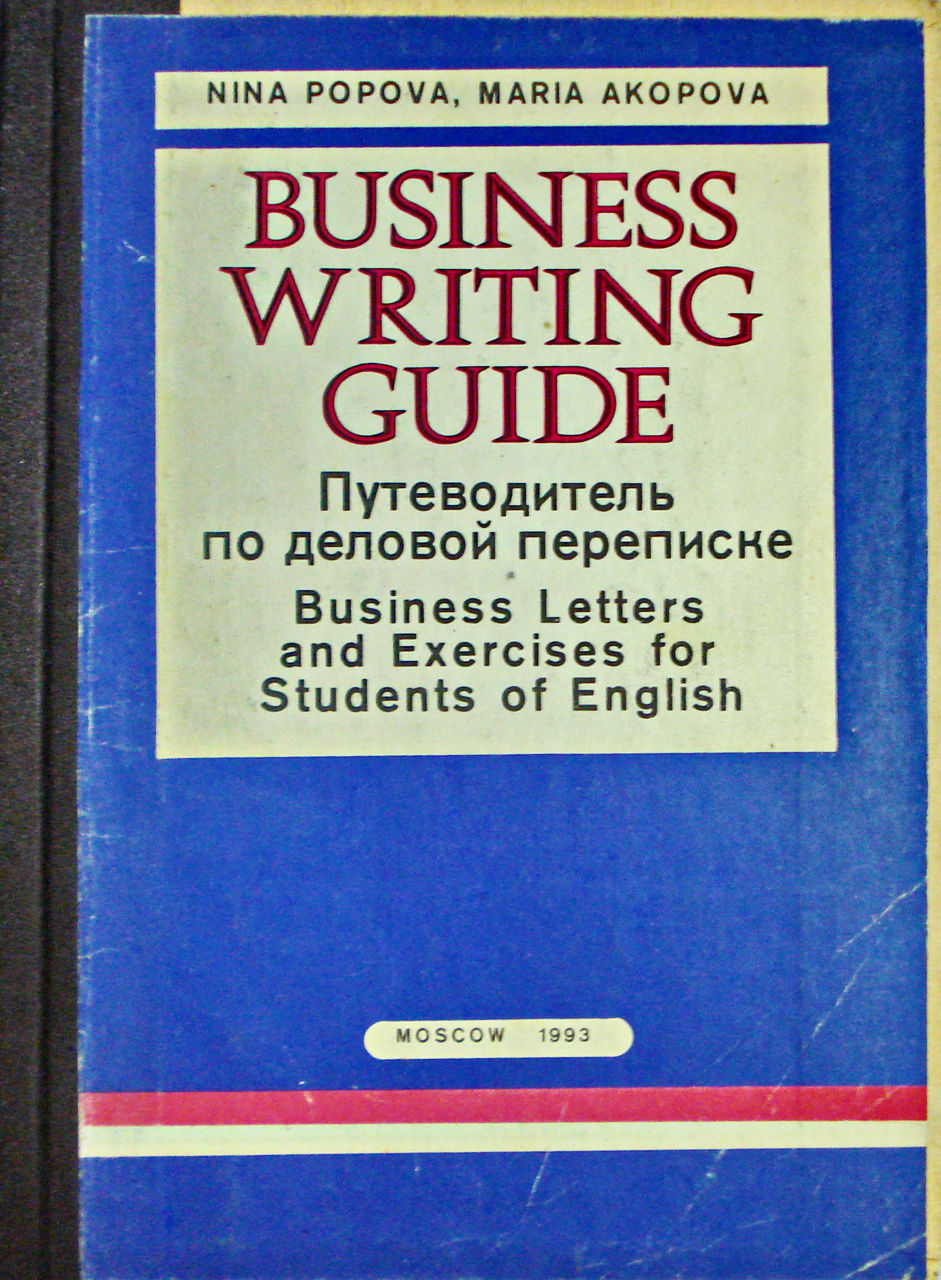 NINA POPOVA, MARIA AKOPOVA
BUSINESS
WRITING
GUIDE
Путеводитель
по деловой переписке
Business Letters
and Exercises for
Students of English
MOSCOW 1993